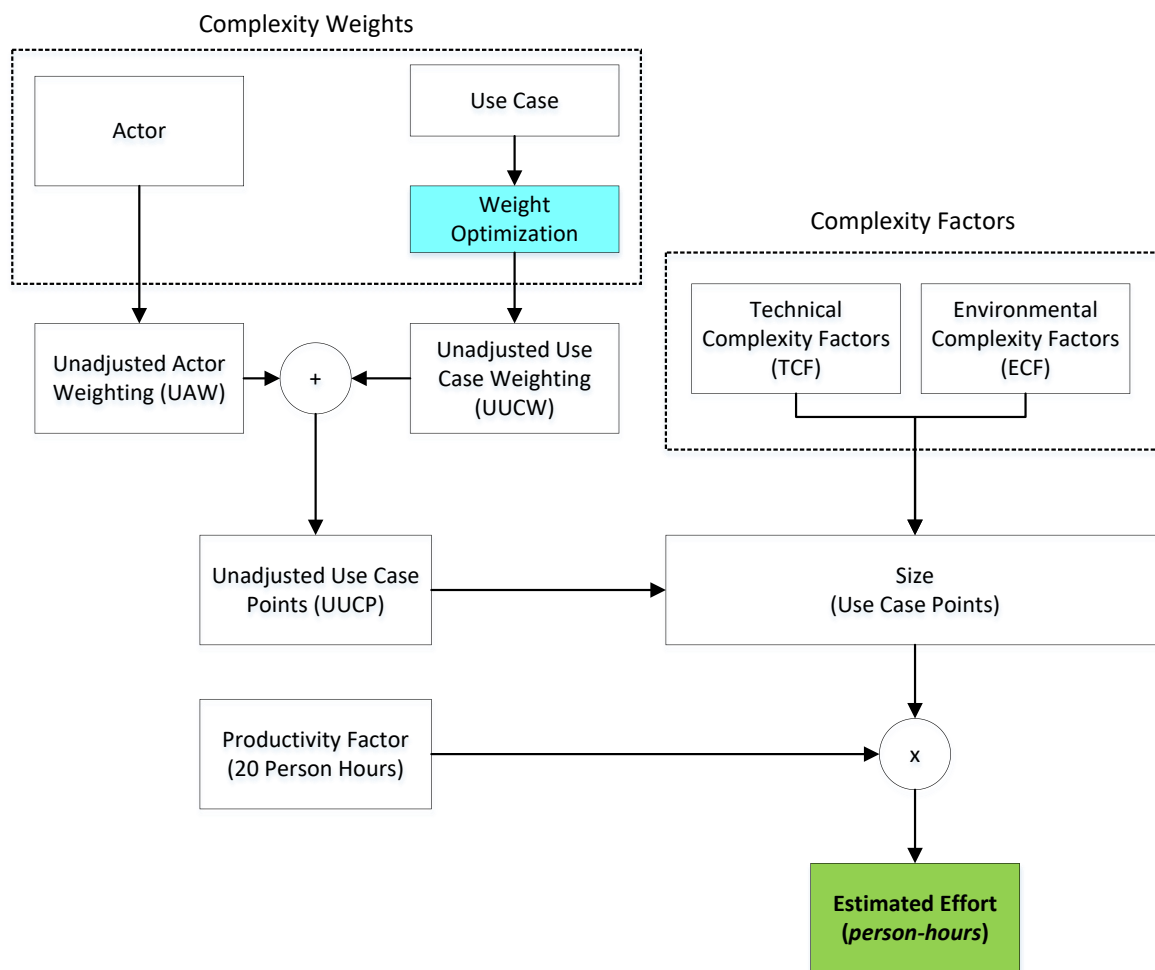 Complexity Weights
Actor
Use Case
Weight
Optimization
Complexity Factors
Technical
Complexity Factors
(TCF)
Environmental
Complexity Factors
(ECF)
Unadjusted Actor
Weighting (UAW)
+
Unadjusted Use
Case Weighting
(UUCW)
Unadjusted Use Case
Points (UUCP)
Size
(Use Case Points)
Productivity Factor
(20 Person Hours)
x
Estimated Effort
(person-hours)